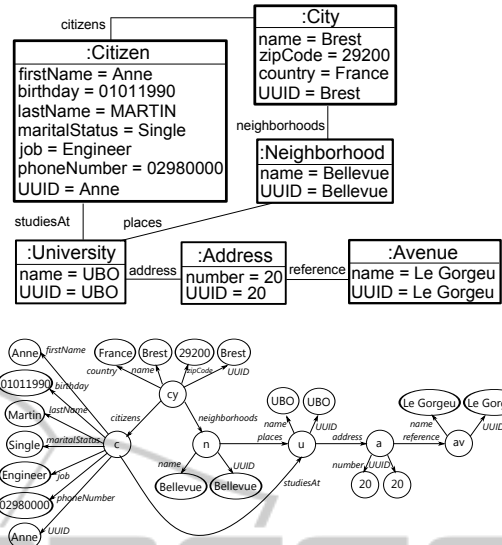 citizens
:City
name = Brest
zipCode = 29200
country = France
UUID = Brest
:Citizen
firstName = Anne
birthday = 01011990
lastName = MARTIN
maritalStatus = Single
job = Engineer
phoneNumber = 02980000
UUID = Anne
neighborhoods
:Neighborhood
name = Bellevue
UUID = Bellevue
studiesAt
places
:University
name = UBO
UUID = UBO
address
:Address
number = 20
UUID = 20
reference
:Avenue
name = Le Gorgeu
UUID = Le Gorgeu
Anne
firstName
France
Brest
29200
Brest
country
name
zipCode
UUID
01011990
birthday
cy
Martin
lastName
citizens
neighborhoods
UBO
UBO
Le Gorgeu
Le Gorg
name
UUID
name
UUID
Single
maritalStatus
c
n
places
u
address
a
reference
av
Engineer
job
name
UUID
Bellevue
Bellevue
studiesAt
number
UUID
20
20
02980000
phoneNumber
Anne
UUID